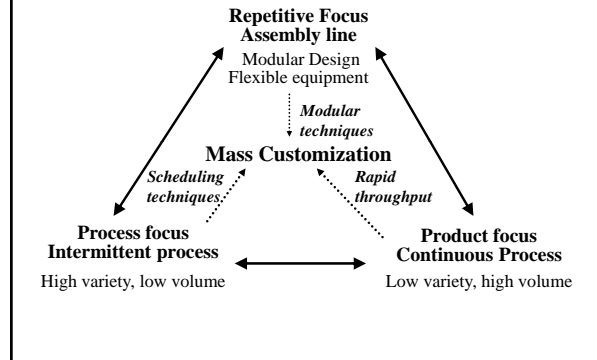 Repetitive Focus
Assembly line
Modular Design
Flexible equipment
Modular
techniques
Mass Customization
Scheduling
techniques
Rapid
throughput
Process focus
Intermittent process
High variety, low volume
Product focus
Continuous Process
Low variety, high volume